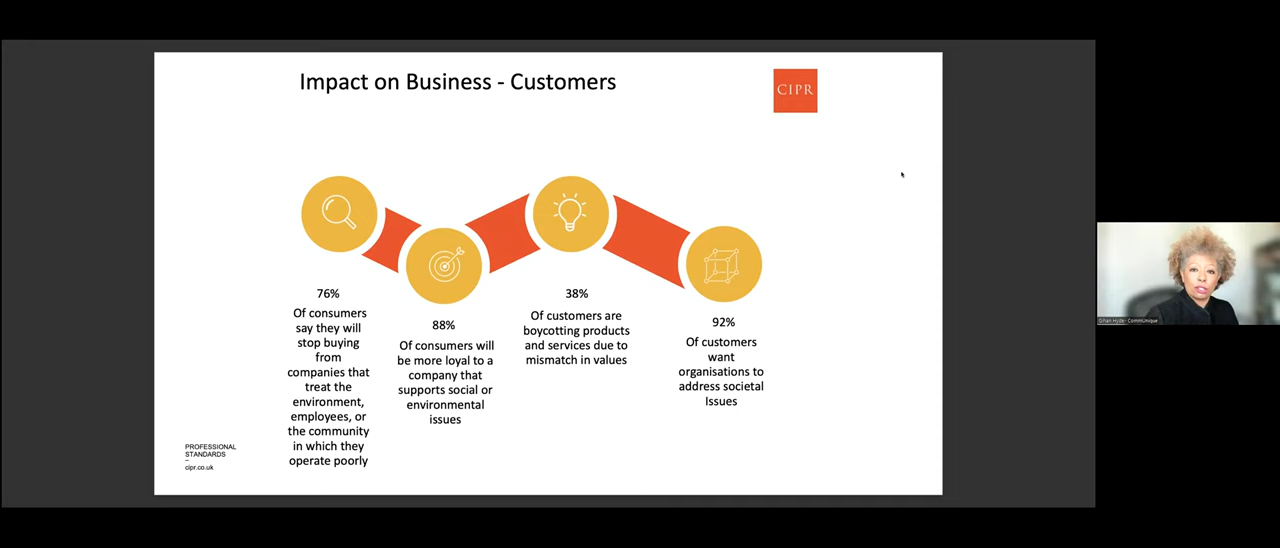 Impact on Business - Customers
CIPR
76%
Of consumers
say they will
stop buying
from
companies that
treat the
environment,
employees, or
the community
in which they
operate poorly
88%
Of consumers will
be more loyal to a
company that
supports social or
environmental
issues
38%
Of customers are
boycotting products
and services due to
mismatch in values
92%
Of customers
want
organisations to
address societal
Issues
PROFESSIONAL
STANDARDS
–
cipr.co.uk
Hyde - CommUnique